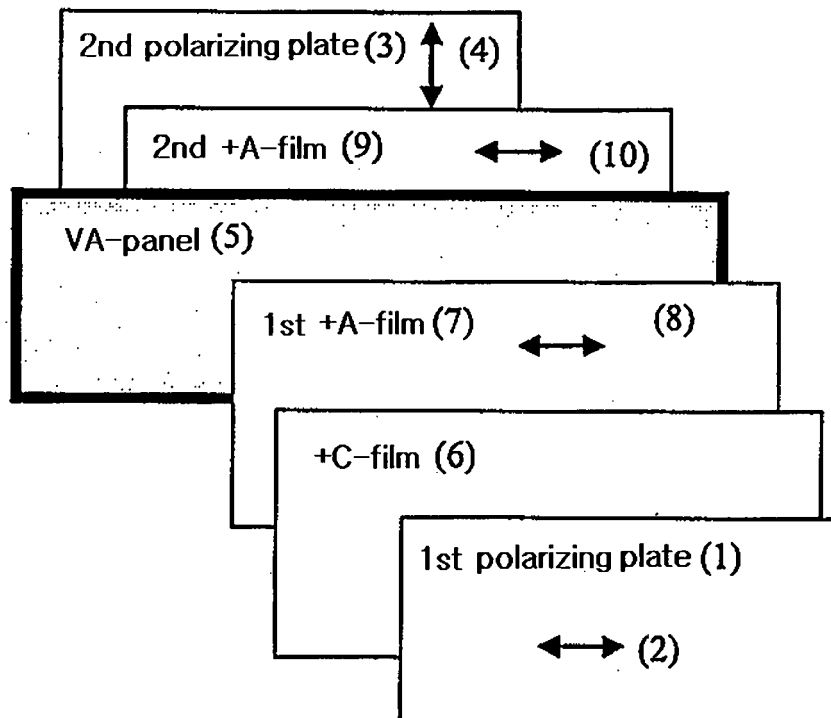 2nd polarizing plate (3) (4)
2nd +A-film (9) (10)
VA-panel (5)
1st +A-film (7) (8)
+C-film (6)
1st polarizing plate (1)
(2)